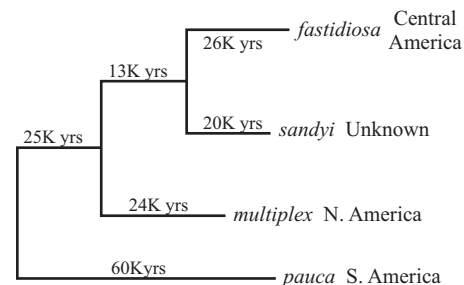 fastidiosa Central America
26K yrs
13K yrs
20K yrs sandyi Unknown
25K yrs
24K yrs
multiplex N. America
60Kyrs
pauca S. America